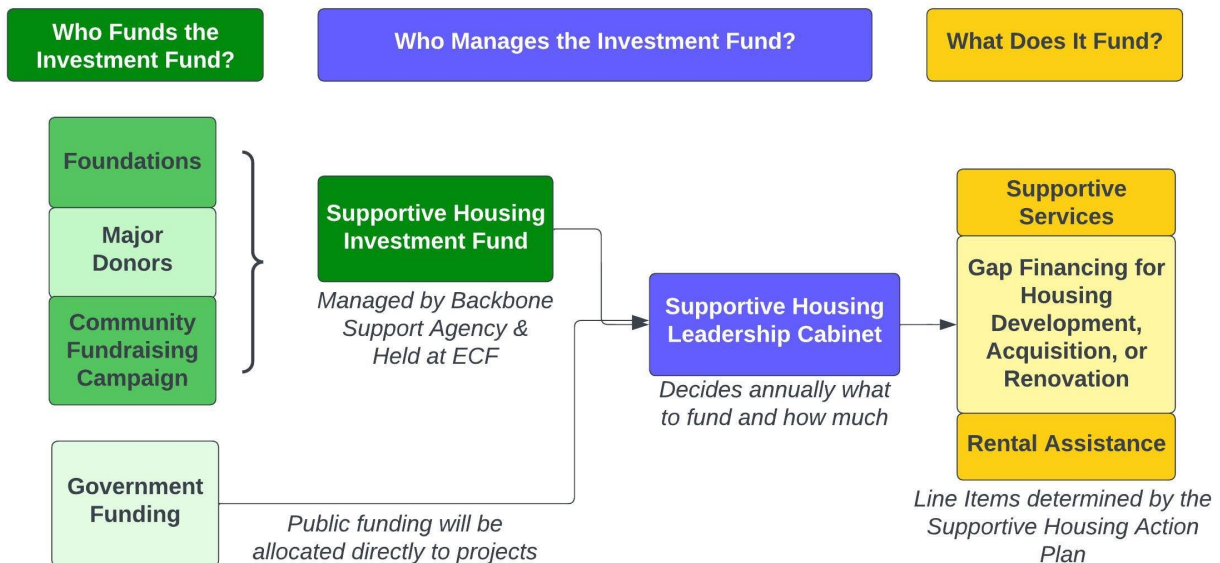 Who Funds the
Investment Fund?
Who Manages the Investment Fund?
What Does It Fund?
Foundations
Major
Donors
Community
Fundraising
Campaign
Government
Funding
Supportive Housing
Investment Fund
Managed by Backbone
Support Agency &
Held at ECF
Public funding will be
allocated directly to projects
Supportive Housing
Leadership Cabinet
Decides annually what
to fund and how much
Supportive
Services
Gap Financing for
Housing
Development,
Acquisition, or
Renovation
Rental Assistance
Line Items determined by the
Supportive Housing Action
Plan